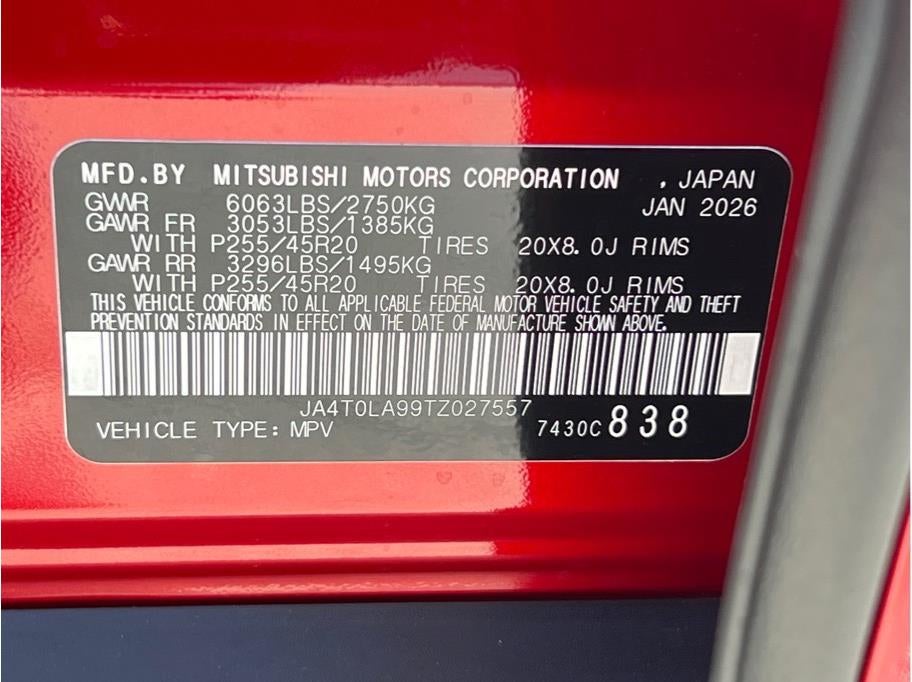 MFD.BY MITSUBISHI MOTORS CORPORATION , JAPAN
GVWR 6063LBS/2750KG JAN 2026
GAWR FR 3053LBS/1385KG
WITH P255/45R20 TIRES 20X8.0J RIMS
GAWR RR 3296LBS/1495KG
WITH P255/45R20 TIRES 20X8.0J RIMS
THIS VEHICLE CONFORMS TO ALL APPLICABLE FEDERAL MOTOR VEHICLE SAFETY AND THEFT
PREVENTION STANDARDS IN EFFECT ON THE DATE OF MANUFACTURE SHOWN ABOVE.
JA4T0LA99TZ027557
VEHICLE TYPE: MPV 7430C 838